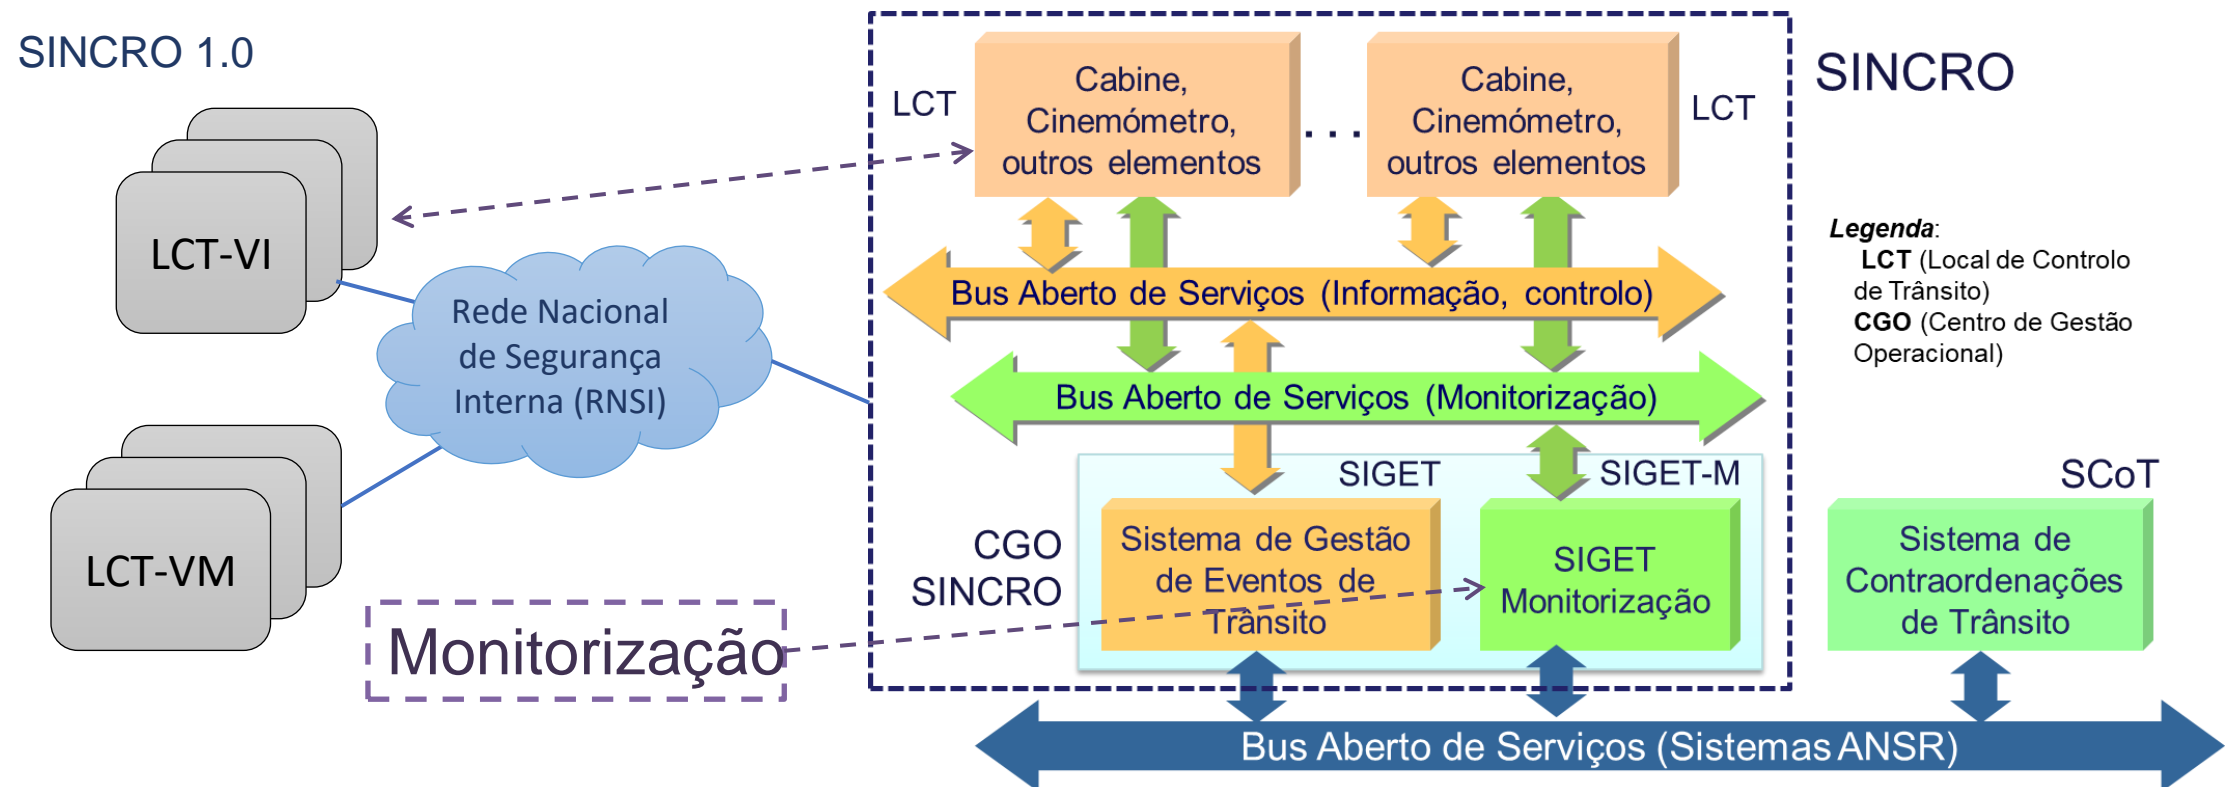 SINCRO 1.0
LCT-VI
Rede Nacional
de Segurança
Interna (RNSI)
LCT-VM
Monitorização
SINCRO
LCT
Cabine,
Cinemómetro,
outros elementos
...
Cabine,
Cinemómetro,
outros elementos
LCT
Bus Aberto de Serviços (Informação, controlo)
Bus Aberto de Serviços (Monitorização)
SIGET
SIGET-M
CGO
SINCRO
Sistema de Gestão
de Eventos de
Trânsito
SIGET
Monitorização
Legenda:
LCT (Local de Controlo
de Trânsito)
CGO (Centro de Gestão
Operacional)
SCoT
Sistema de
Contraordenações
de Trânsito
Bus Aberto de Serviços (Sistemas ANSR)